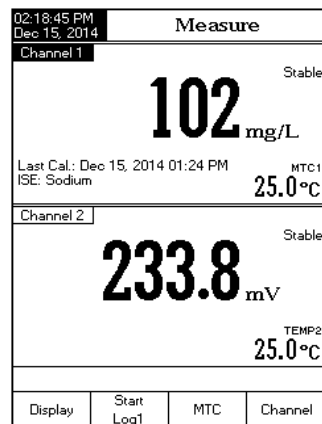 02:18:45 PM
Dec 15, 2014
Measure
Channel 1
Stable
102 mg/L
Last Cal.: Dec 15, 2014 01:24 PM
ISE: Sodium
MTC1
25.0°C
Channel 2
Stable
233.8 mV
TEMP2
25.0°C
Display
Start Log1
MTC
Channel